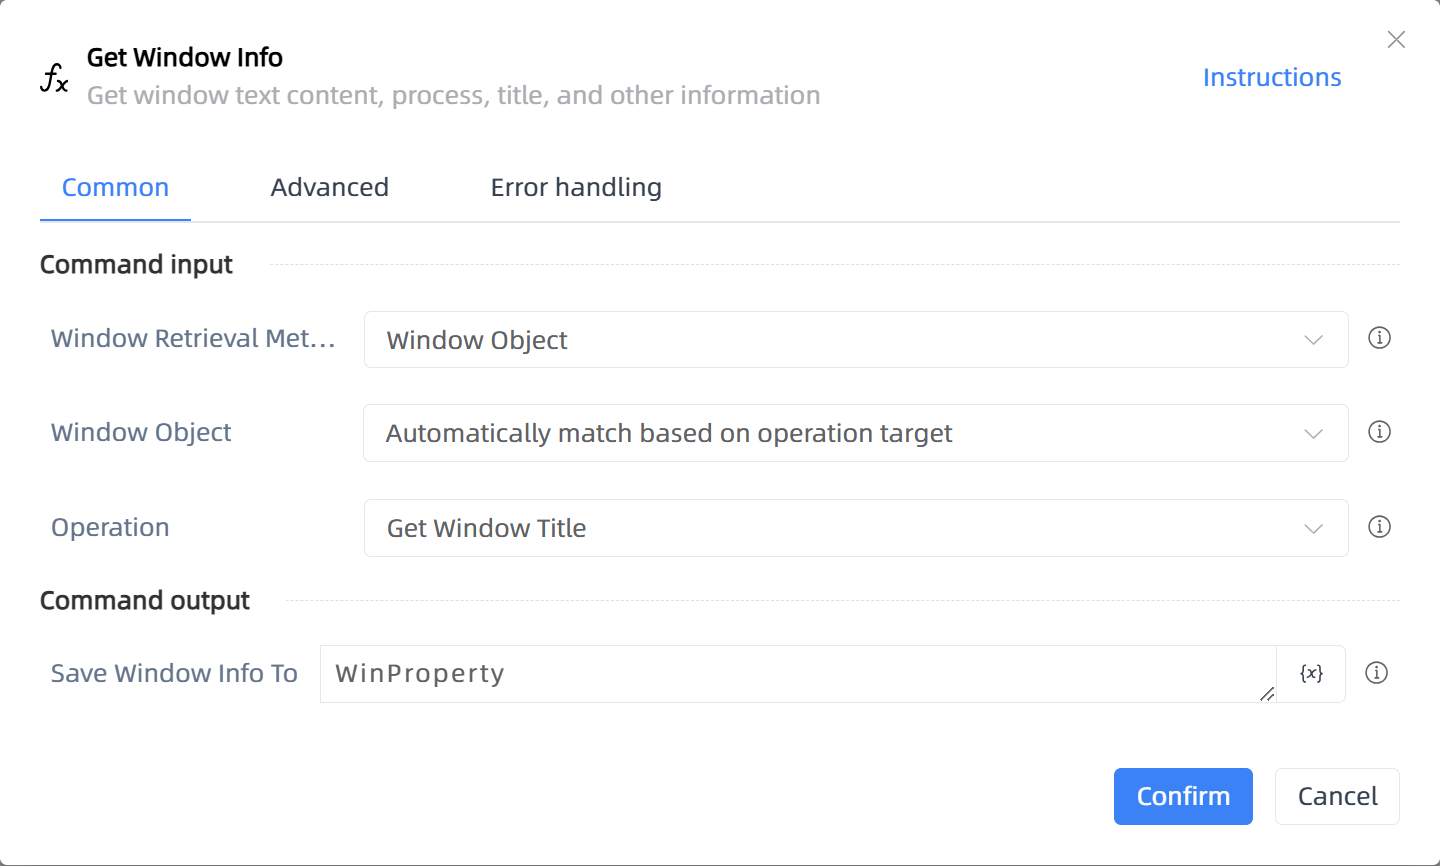 Get Window Info
Get window text content, process, title, and other information
Instructions
Common
Advanced
Error handling
Command input
Window Retrieval Met...
Window Object
Window Object
Automatically match based on operation target
Operation
Get Window Title
Command output
Save Window Info To
WinProperty
{x}
Confirm
Cancel